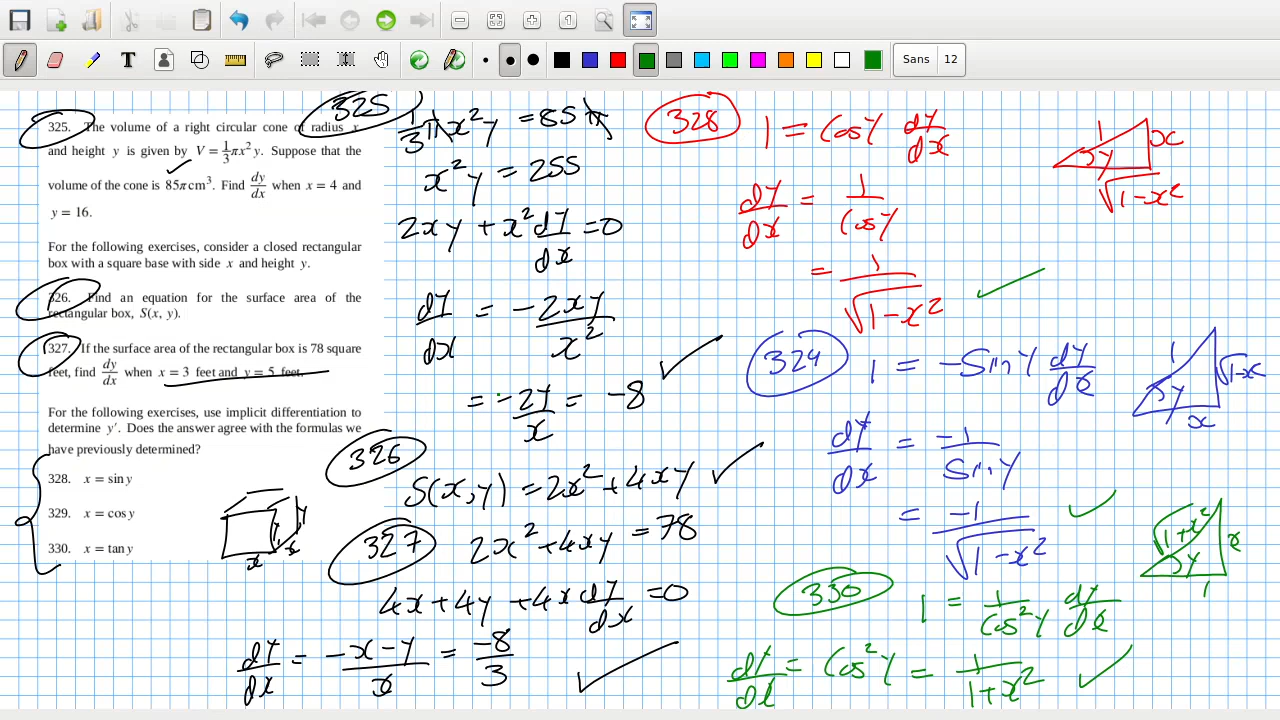 Sans 12
325. The volume of a right circular cone of radius x
and height y is given by V = 1/3 πx²y. Suppose that the
volume of the cone is 85π cm³. Find dy/dx when x = 4 and
y = 16.
For the following exercises, consider a closed rectangular
box with a square base with side x and height y.
326. Find an equation for the surface area of the
rectangular box, S(x, y).
327. If the surface area of the rectangular box is 78 square
feet, find dy/dx when x = 3 feet and y = 5 feet.
For the following exercises, use implicit differentiation to
determine y′. Does the answer agree with the formulas we
have previously determined?
328. x = sin y
329. x = cos y
330. x = tan y
x
x
y
325
1/3 πx²y = 85π
x²y = 255
2xy + x² dy/dx = 0
dy/dx = -2xy/x²
= -2y/x = -8
326
S(x,y) = 2x² + 4xy
327
2x² + 4xy = 78
4x + 4y + 4x dy/dx = 0
dy/dx = -x-y/x = -8/3
328
1 = cos y dy/dx
dy/dx = 1/cos y
= 1/√1-x²
1
x
y
√1-x²
324
1 = -sin y dy/dx
dy/dx = -1/sin y
= -1/√1-x²
1
√1-x
y
x
330
1 = 1/cos²y dy/dx
dy/dx = cos²y = 1/1+x²
√1+x²
x
y
1